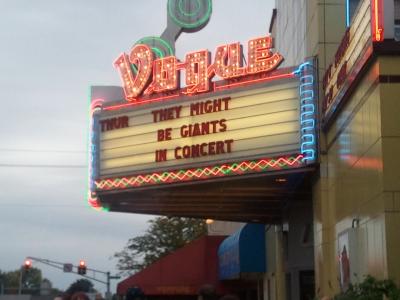 Vogue
THUR THEY MIGHT
BE GIANTS
IN CONCERT